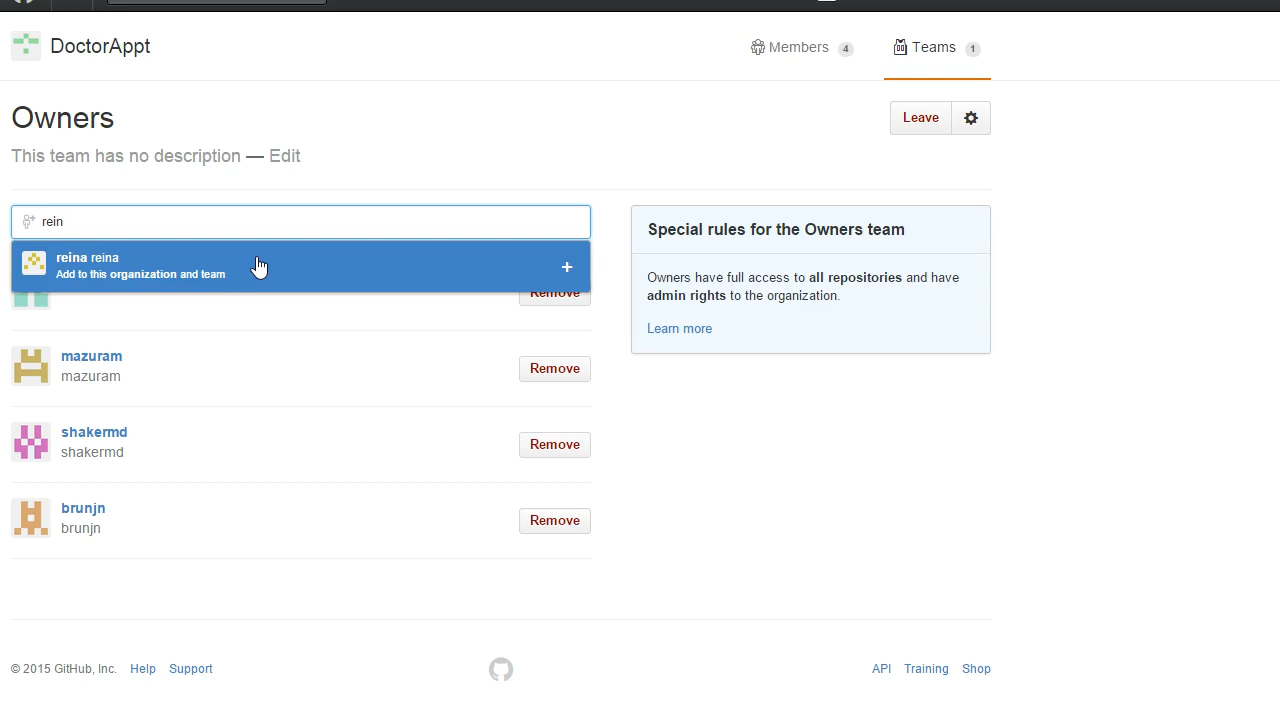 DoctorAppt
Members 4
Teams 1
Owners
Leave
This team has no description — Edit
rein
reina reina
Add to this organization and team
Remove
mazuram
mazuram
Remove
shakermd
shakermd
Remove
brunjn
brunjn
Remove
Special rules for the Owners team
Owners have full access to all repositories and have
admin rights to the organization.
Learn more
© 2015 GitHub, Inc. Help Support
API Training Shop